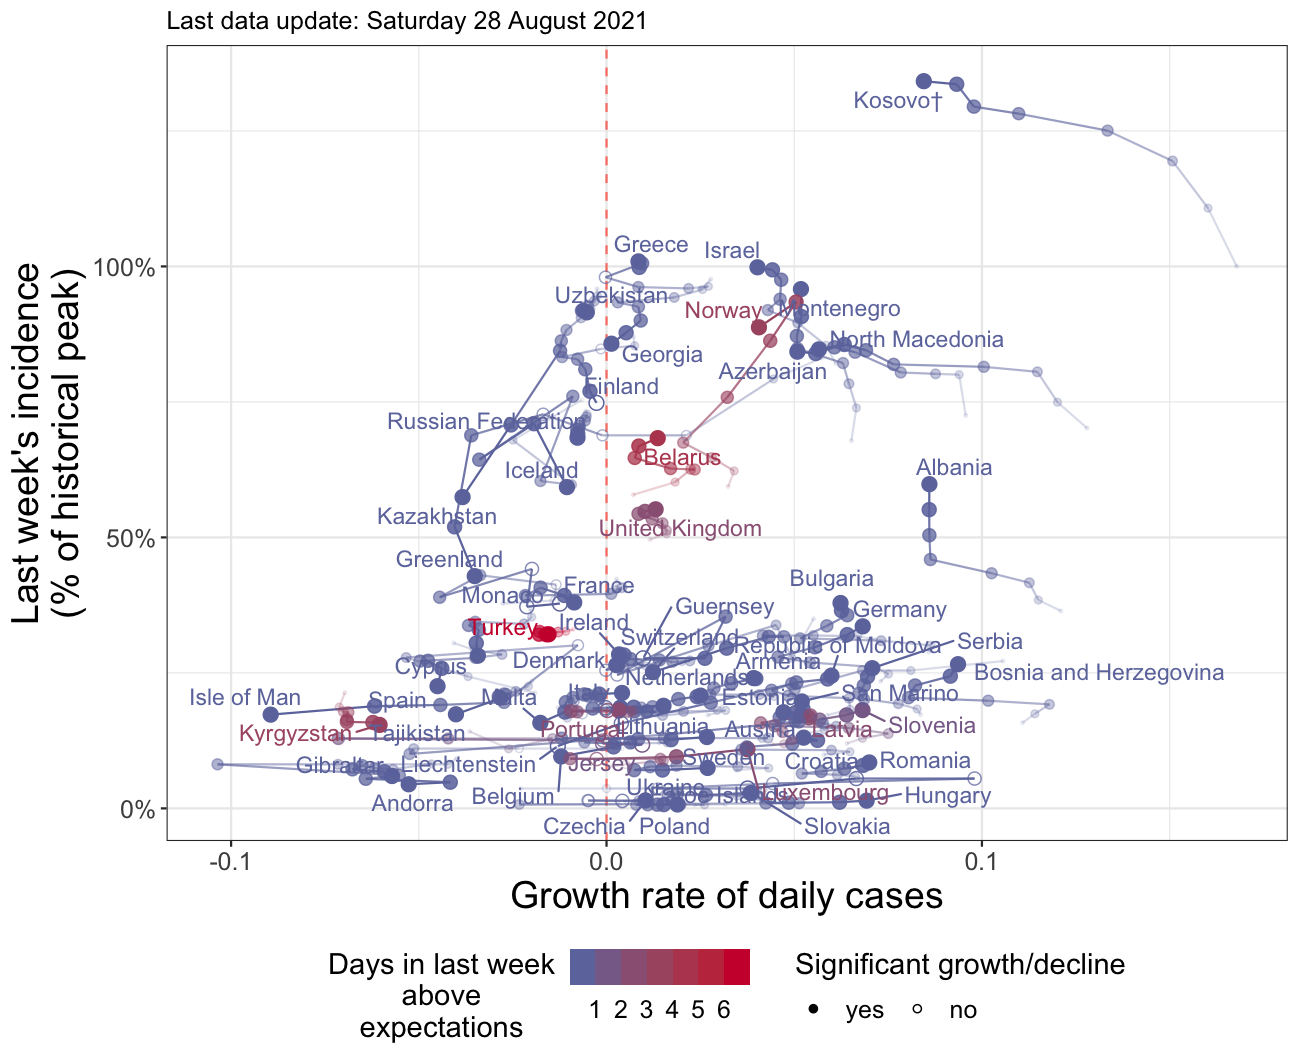 Last data update: Saturday 28 August 2021
Last week's incidence
(% of historical peak)
100%
50%
0%
Kosovo†
Greece
Israel
Uzbekistan
Norway
Montenegro
Georgia
North Macedonia
Azerbaijan
Finland
Russian Federation
Belarus
Iceland
Albania
Kazakhstan
United Kingdom
Greenland
Monaco
France
Bulgaria
Guernsey
Germany
Turkey
Ireland
Switzerland
Republic of Moldova
Serbia
Cyprus
Denmark
Armenia
Netherlands
Bosnia and Herzegovina
Isle of Man
Spain
Malta
Italy
Estonia
San Marino
Kyrgyzstan
Tajikistan
Portugal
Lithuania
Austria
Latvia
Slovenia
Gibraltar
Liechtenstein
Jersey
Sweden
Croatia
Romania
Andorra
Belgium
Ukraine
Luxembourg
Hungary
Czechia
Poland
Slovakia
-0.1
0.0
0.1
Growth rate of daily cases
Days in last week
above
expectations
1 2 3 4 5 6
Significant growth/decline
yes
no